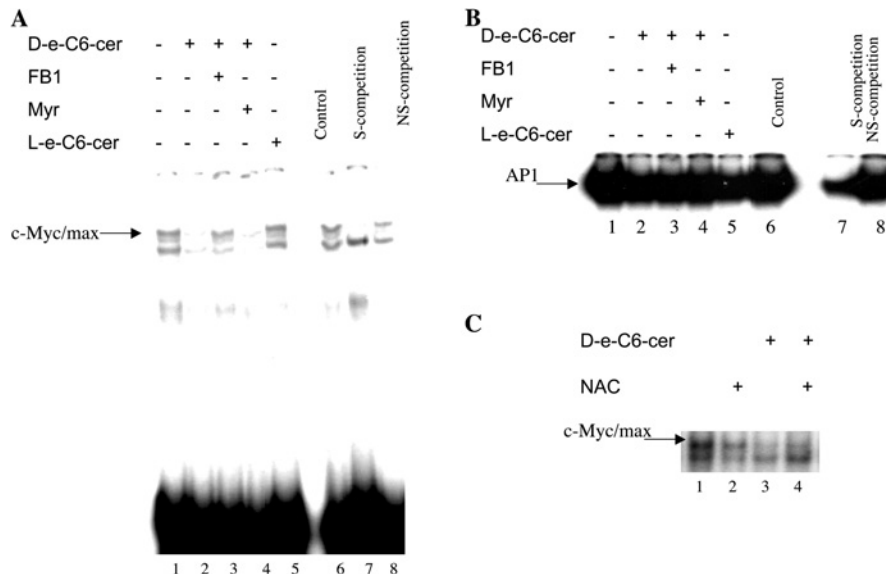 A
D-e-C6-cer - + + + -
FB1 - - + - -
Myr - - - + -
L-e-C6-cer - - - - +
Control
S-competition
NS-competition
c-Myc/max
1 2 3 4 5 6 7 8
B
D-e-C6-cer - + + + -
FB1 - - + - -
Myr - - - + -
L-e-C6-cer - - - - +
Control
S-competition
NS-competition
AP1
1 2 3 4 5 6 7 8
C
D-e-C6-cer + +
NAC + +
c-Myc/max
1 2 3 4